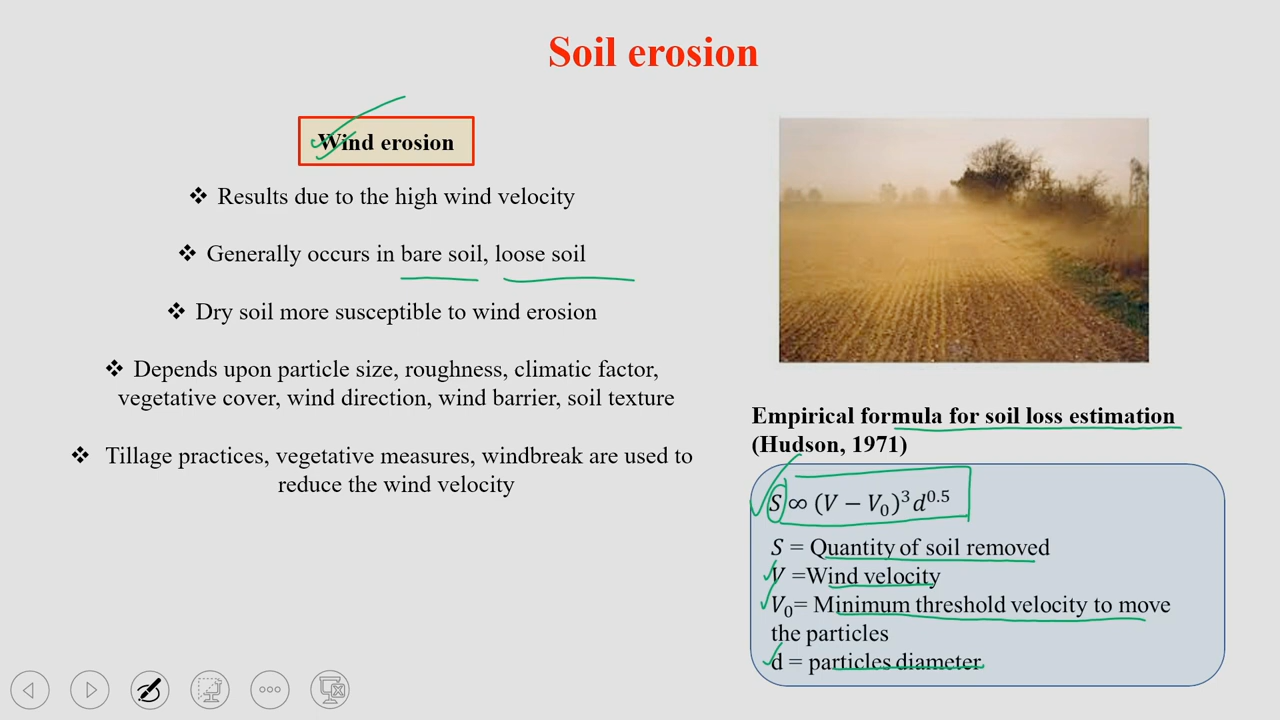 Soil erosion
Wind erosion
❖ Results due to the high wind velocity
❖ Generally occurs in bare soil, loose soil
❖ Dry soil more susceptible to wind erosion
❖ Depends upon particle size, roughness, climatic factor,
vegetative cover, wind direction, wind barrier, soil texture
❖ Tillage practices, vegetative measures, windbreak are used to
reduce the wind velocity
Empirical formula for soil loss estimation
(Hudson, 1971)
S ∞ (V − V₀)³ d⁰·⁵
S = Quantity of soil removed
V =Wind velocity
V₀= Minimum threshold velocity to move
the particles
d = particles diameter